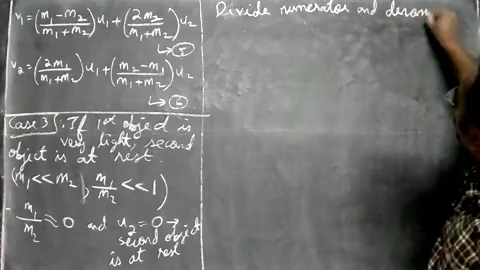 v₁ = (m₁ - m₂ / m₁ + m₂) u₁ + (2m₂ / m₁ + m₂) u₂
↳ ⑤
v₂ = (2m₁ / m₁ + m₂) u₁ + (m₂ - m₁ / m₁ + m₂) u₂
↳ ⑥
Case 3. If 1st object is
very light, second
object is at rest.
(m₁ << m₂, m₁/m₂ << 1)
- m₁/m₂ ≈ 0 and u₂ = 0 →
second object
is at rest
Divide numerator and denom